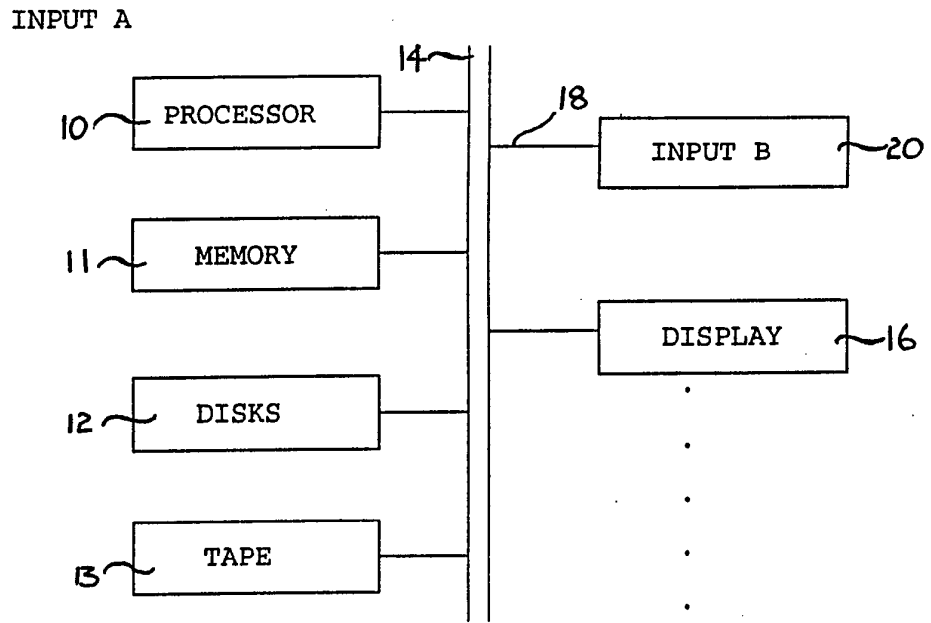 INPUT A
14
10 PROCESSOR
18
INPUT B 20
11 MEMORY
DISPLAY 16
12 DISKS
13 TAPE